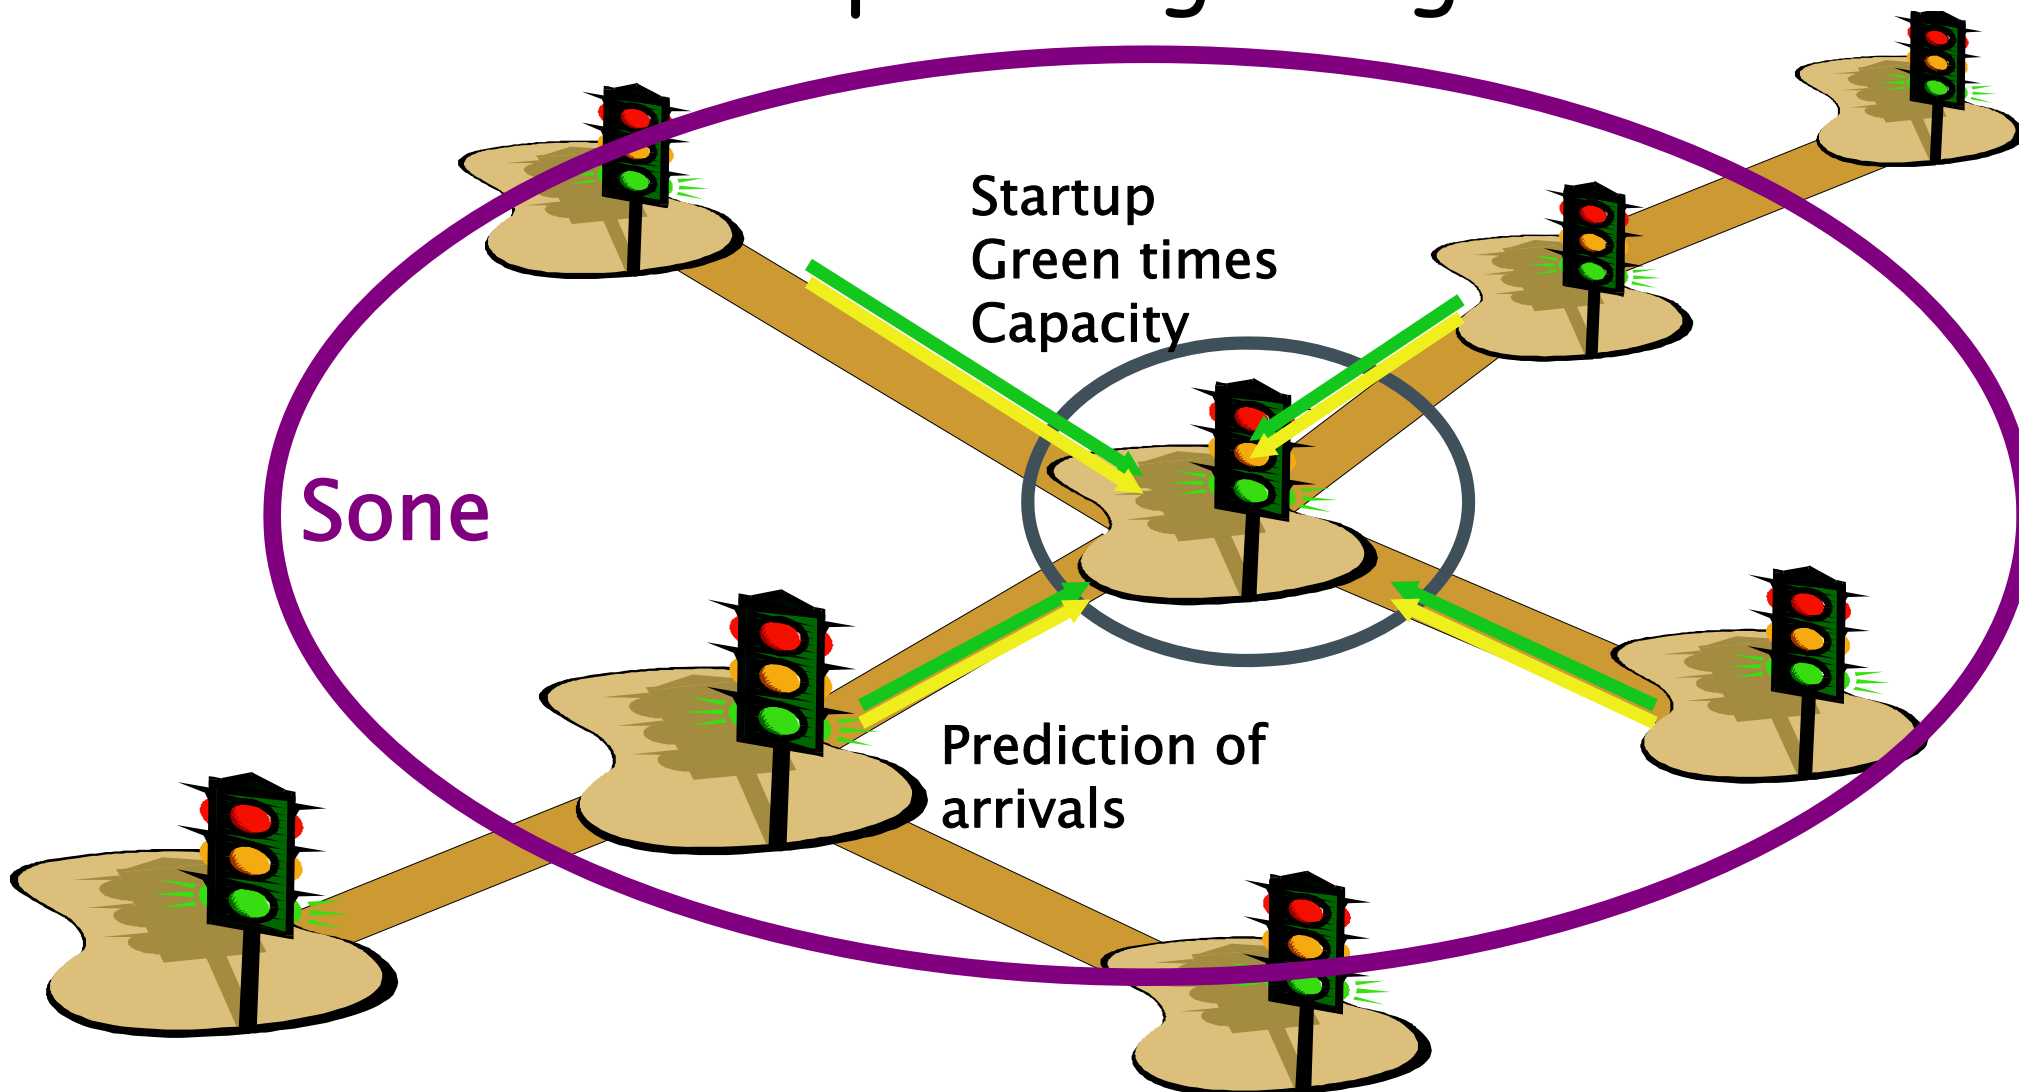 Startup
Green times
Capacity
Sone
Prediction of
arrivals